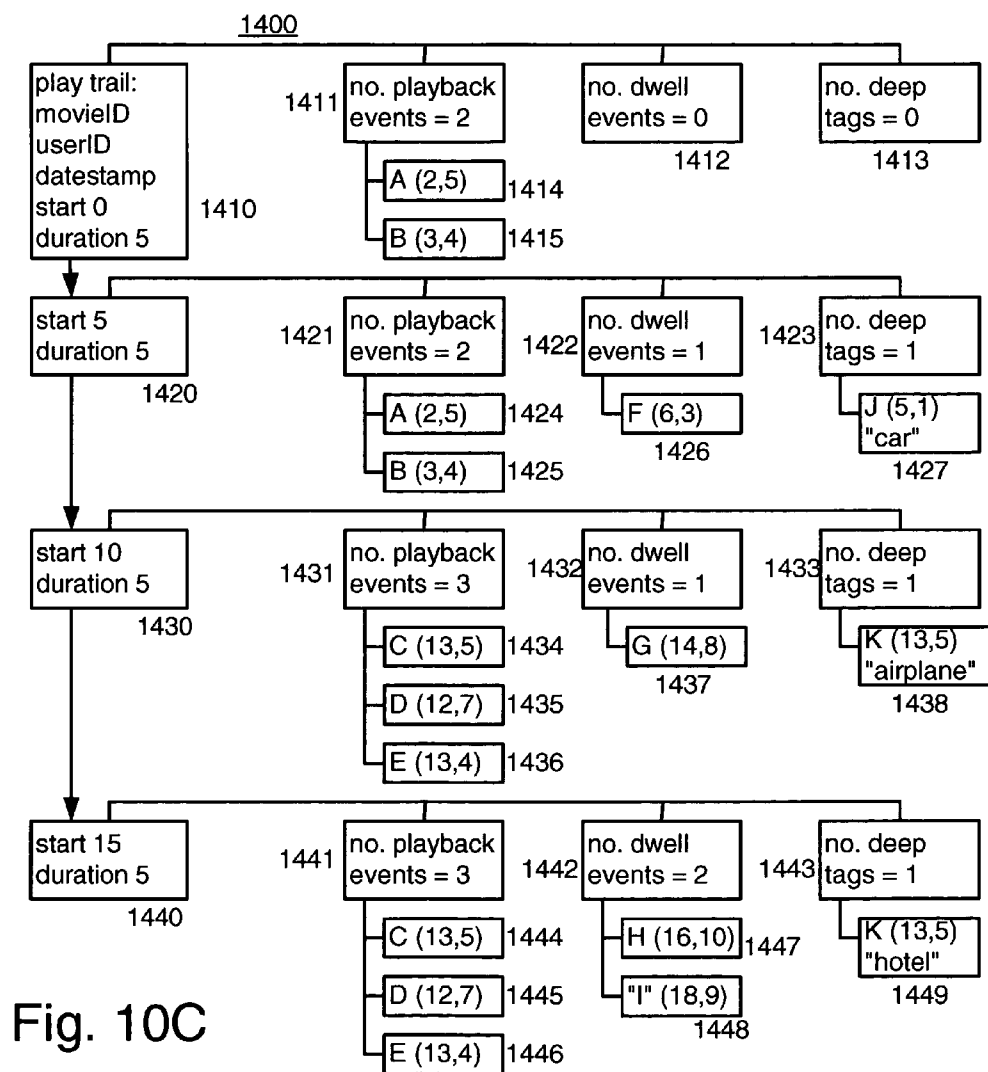 1400
play trail:
movieID
userID
datestamp
start 0
duration 5
1410
1411
no. playback
events = 2
A (2,5)
1414
B (3,4)
1415
no. dwell
events = 0
1412
no. deep
tags = 0
1413
start 5
duration 5
1420
1421
no. playback
events = 2
A (2,5)
1424
B (3,4)
1425
1422
no. dwell
events = 1
F (6,3)
1426
1423
no. deep
tags = 1
J (5,1)
"car"
1427
start 10
duration 5
1430
1431
no. playback
events = 3
C (13,5)
1434
D (12,7)
1435
E (13,4)
1436
1432
no. dwell
events = 1
G (14,8)
1437
1433
no. deep
tags = 1
K (13,5)
"airplane"
1438
start 15
duration 5
1440
1441
no. playback
events = 3
C (13,5)
1444
D (12,7)
1445
E (13,4)
1446
1442
no. dwell
events = 2
H (16,10)
1447
"I" (18,9)
1448
1443
no. deep
tags = 1
K (13,5)
"hotel"
1449
Fig. 10C